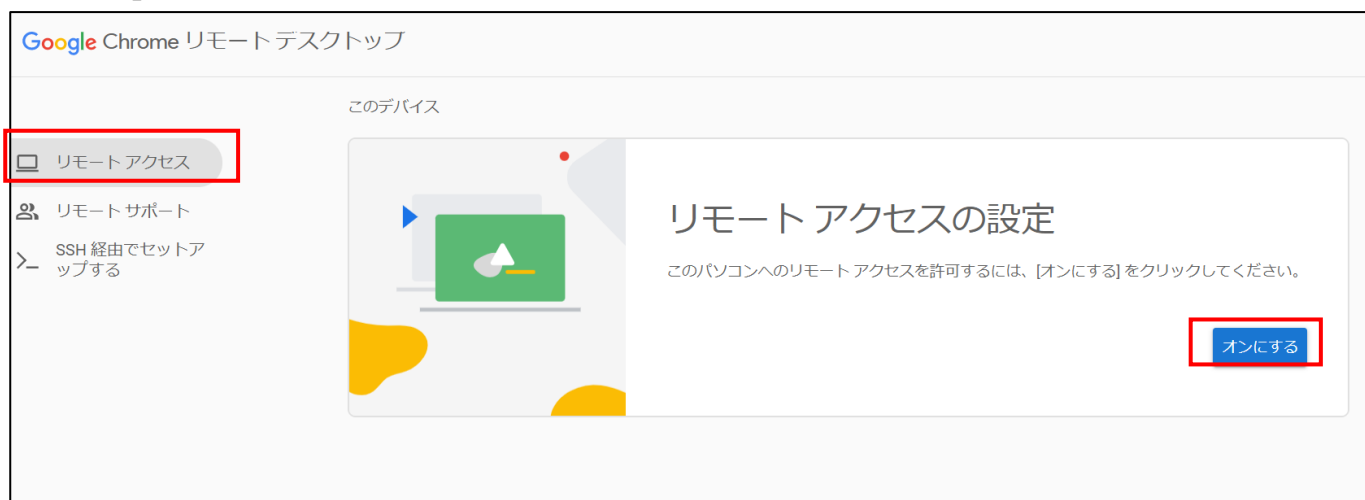 Google Chrome リモート デスクトップ
このデバイス
リモート アクセス
リモート サポート
SSH 経由でセットア
ップする
リモート アクセスの設定
このパソコンへのリモート アクセスを許可するには、[オンにする] をクリックしてください。
オンにする